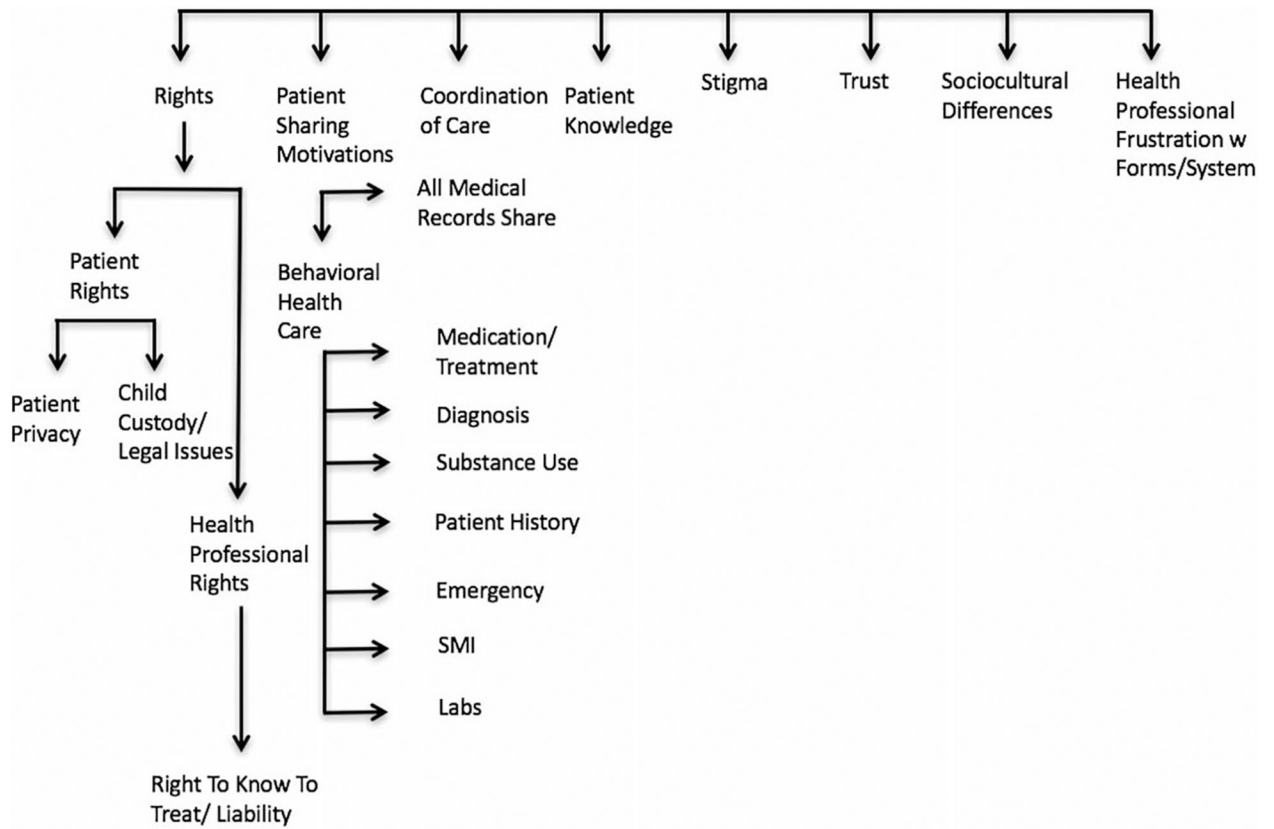 Rights
Patient
Sharing
Motivations
Coordination
of Care
Patient
Knowledge
Stigma
Trust
Sociocultural
Differences
Health
Professional
Frustration w
Forms/System
All Medical
Records Share
Patient
Rights
Behavioral
Health
Care
Patient
Privacy
Child
Custody/
Legal Issues
Medication/
Treatment
Diagnosis
Substance Use
Patient History
Emergency
SMI
Labs
Health
Professional
Rights
Right To Know To
Treat/ Liability